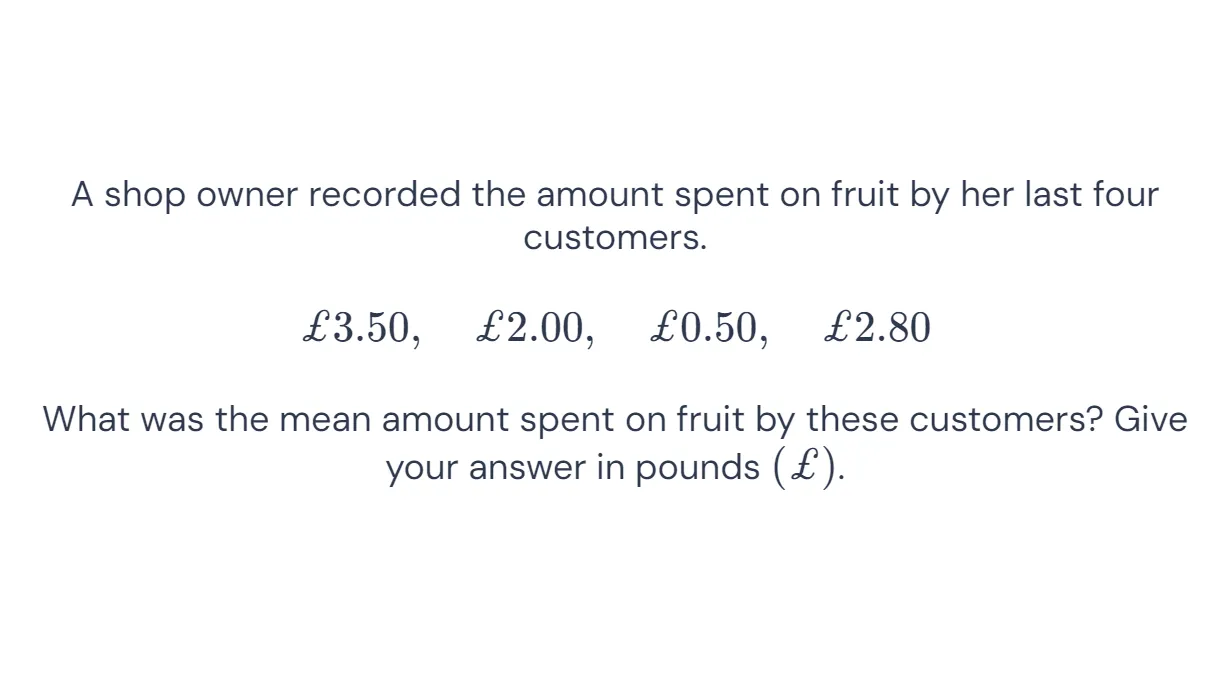 A shop owner recorded the amount spent on fruit by her last four
customers.
£3.50, £2.00, £0.50, £2.80
What was the mean amount spent on fruit by these customers? Give
your answer in pounds (£).